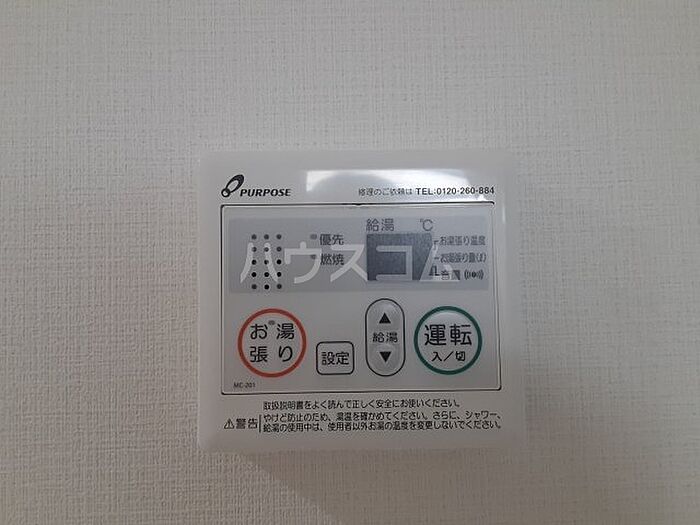 PURPOSE
修理のご依頼は TEL:0120-260-884
給湯 ℃
優先
お湯張り温度
燃焼
お湯張り量(ℓ)
音量
ハウスコム
お湯張り
設定
給湯
運転
入／切
MC-201
取扱説明書をよく読んで正しく安全にお使いください。
⚠警告
やけど防止のため、湯温を確かめてください。さらに、シャワー、
給湯の使用中は、使用者以外お湯の温度を変更しないでください。